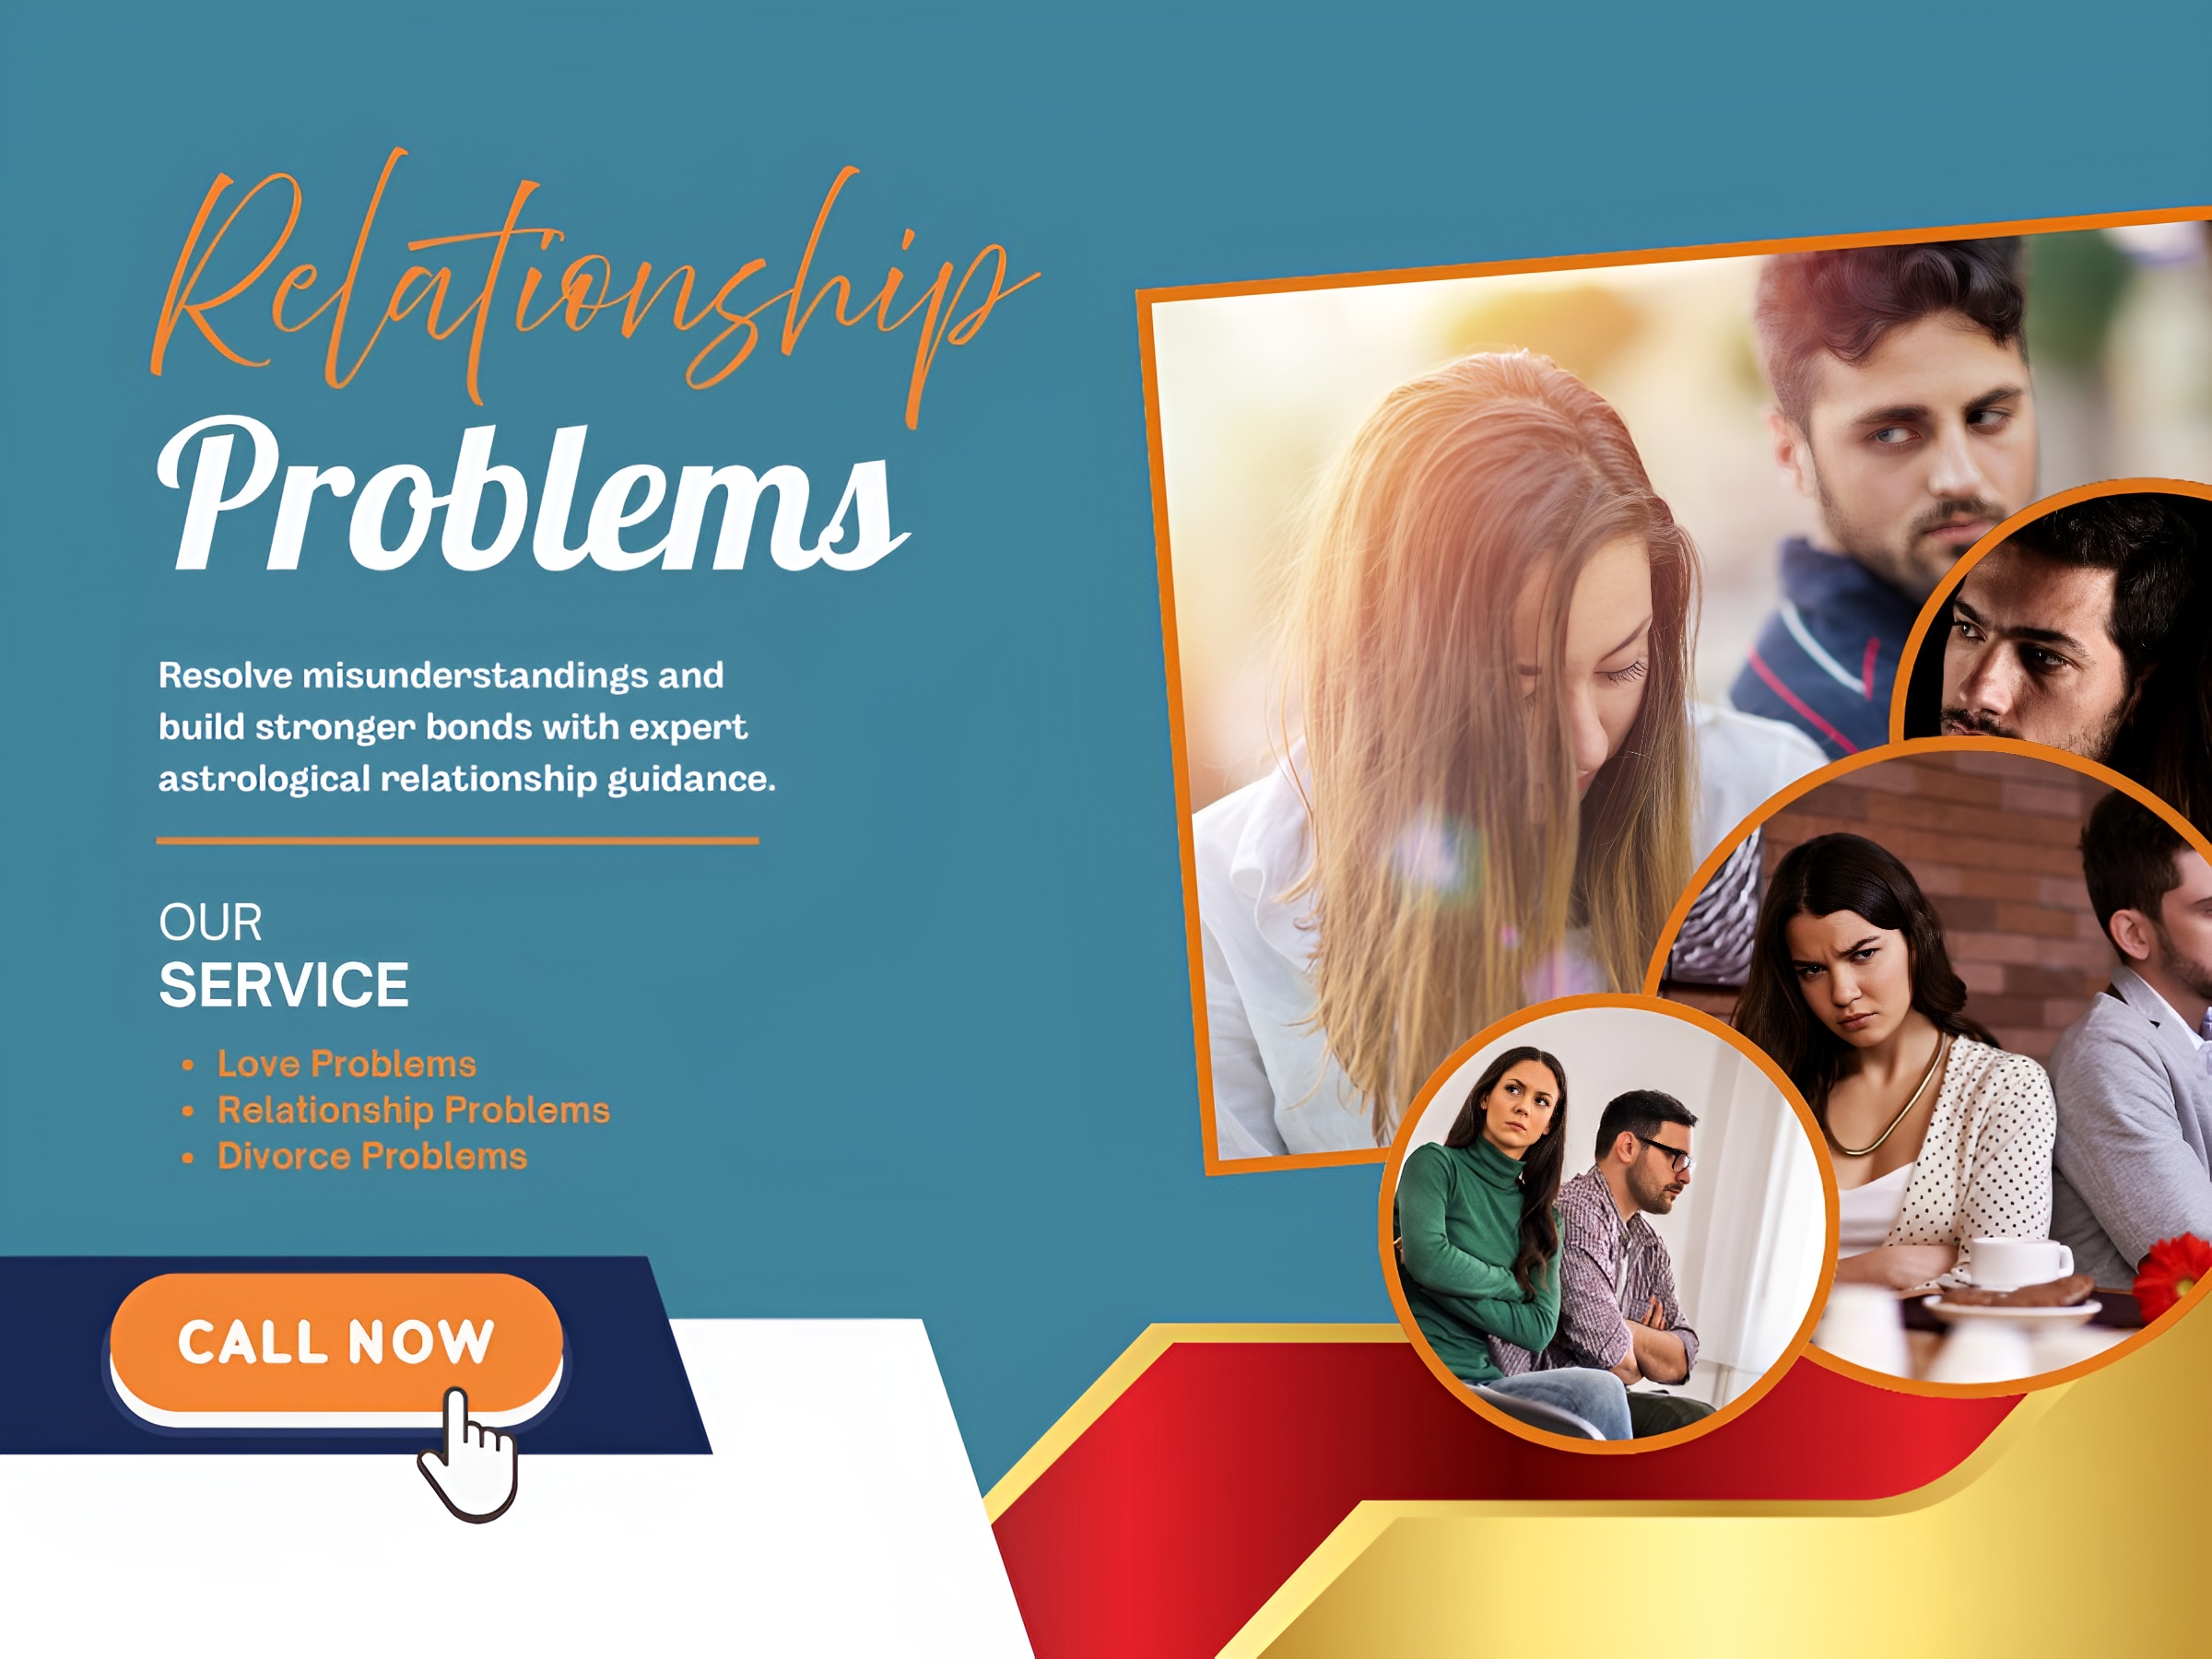 Relationship
Problems
Resolve misunderstandings and
build stronger bonds with expert
astrological relationship guidance.
OUR
SERVICE
• Love Problems
• Relationship Problems
• Divorce Problems
CALL NOW